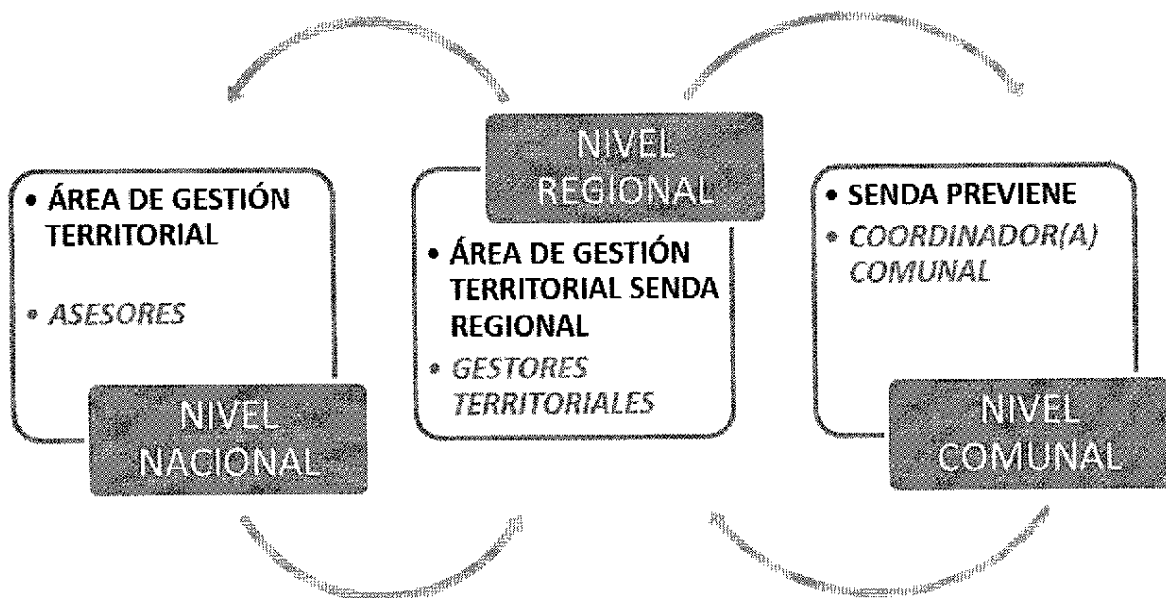 • ÁREA DE GESTIÓN
TERRITORIAL
• ASESORES
NIVEL
NACIONAL
NIVEL
REGIONAL
• ÁREA DE GESTIÓN
TERRITORIAL SENDA
REGIONAL
• GESTORES
TERRITORIALES
• SENDA PREVIENE
• COORDINADOR(A)
COMUNAL
NIVEL
COMUNAL